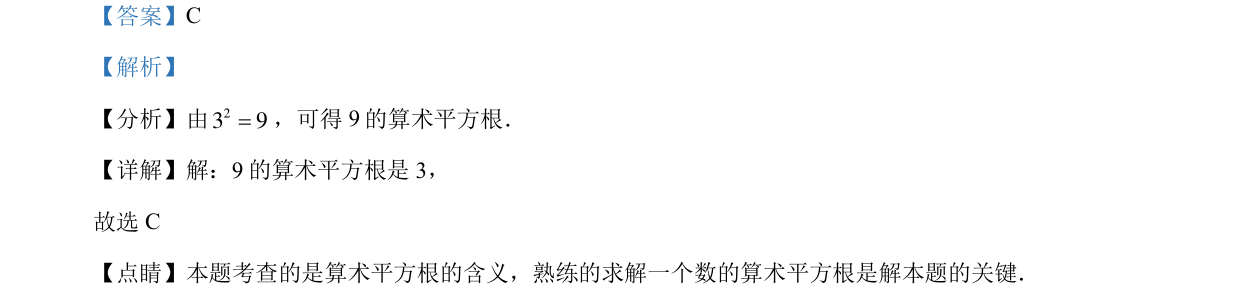 【答案】C
【解析】
【分析】由3² = 9，可得 9 的算术平方根．
【详解】解：9 的算术平方根是 3，
故选 C
【点睛】本题考查的是算术平方根的含义，熟练的求解一个数的算术平方根是解本题的关键．